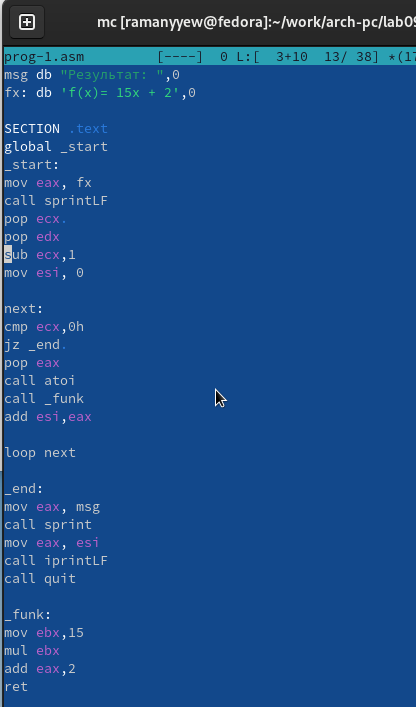 mc [ramanyyew@fedora]:~/work/arch-pc/lab09
prog-1.asm [----] 0 L:[ 3+10 13/ 38] *(17
msg db "Результат: ",0
fx: db 'f(x)= 15x + 2',0
SECTION .text
global _start
_start:
mov eax, fx
call sprintLF
pop ecx.
pop edx
sub ecx,1
mov esi, 0
next:
cmp ecx,0h
jz _end.
pop eax
call atoi
call _funk
add esi,eax
loop next
_end:
mov eax, msg
call sprint
mov eax, esi
call iprintLF
call quit
_funk:
mov ebx,15
mul ebx
add eax,2
ret